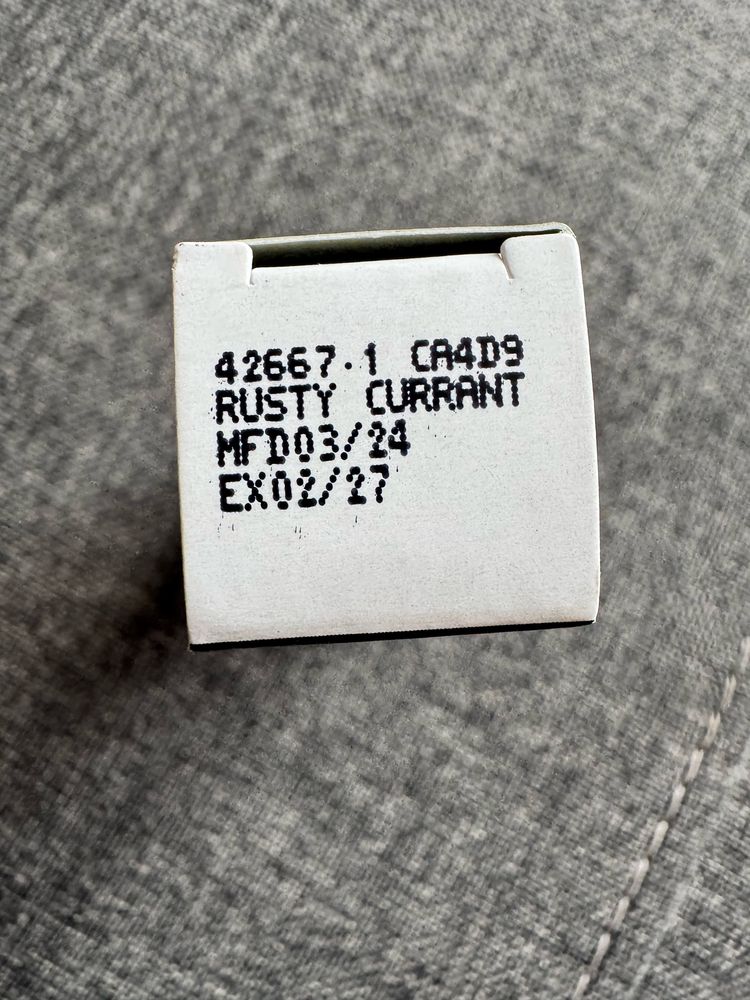 42667.1 CA4D9
RUSTY CURRANT
MFD03/24
EX02/27